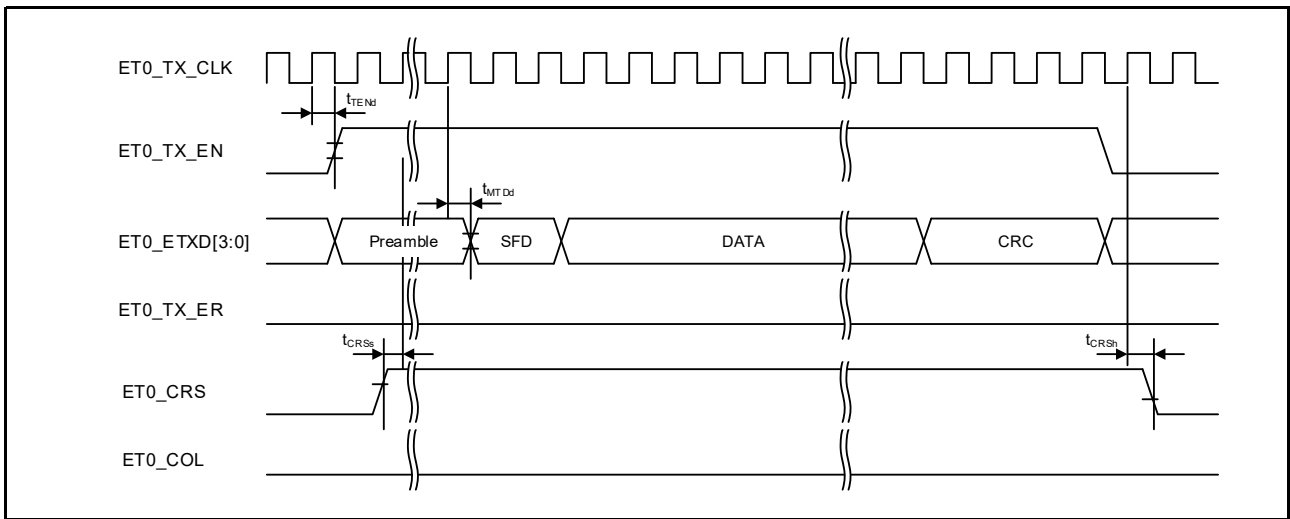 ET0_TX_CLK
tTENd
ET0_TX_EN
tMTDd
ET0_ETXD[3:0] Preamble SFD DATA CRC
ET0_TX_ER
tCRSs tCRSh
ET0_CRS
ET0_COL